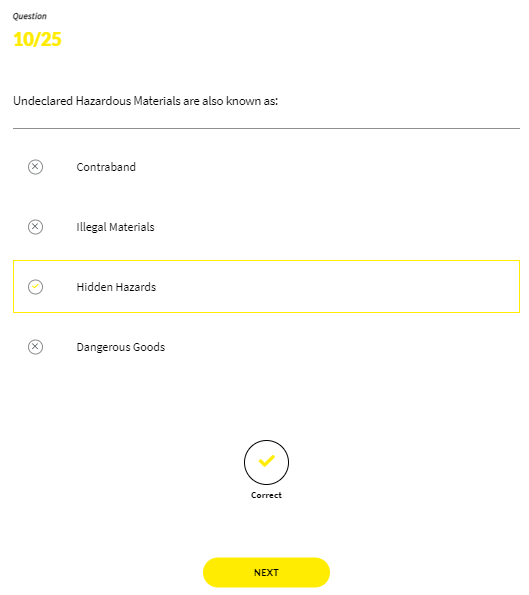 Question
10/25
Undeclared Hazardous Materials are also known as:
Contraband
Illegal Materials
Hidden Hazards
Dangerous Goods
Correct
NEXT